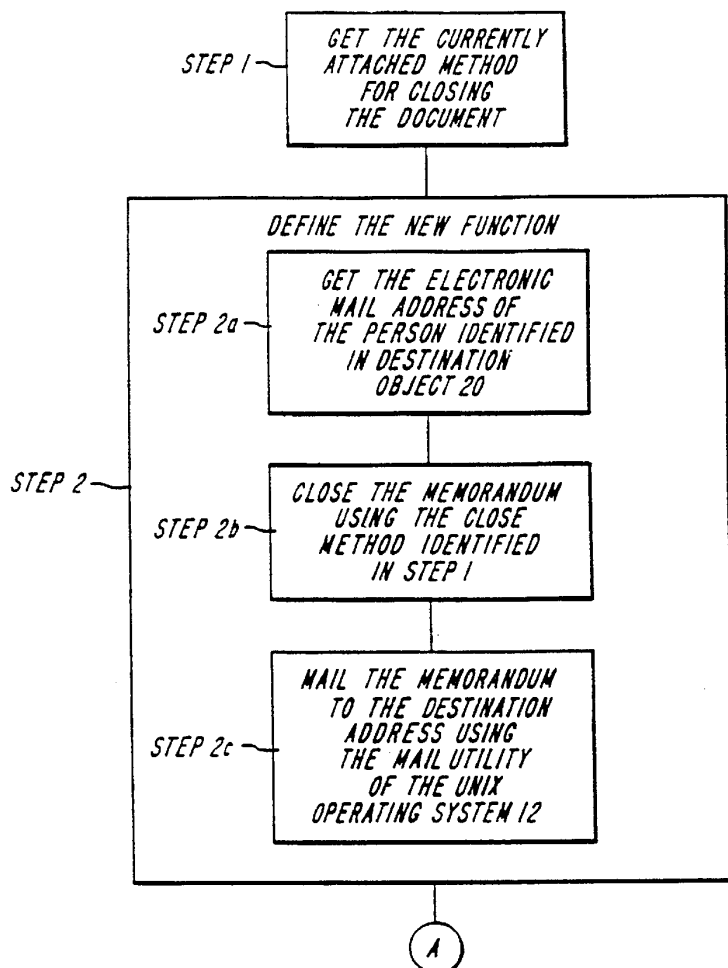 STEP 1
GET THE CURRENTLY
ATTACHED METHOD
FOR CLOSING
THE DOCUMENT
DEFINE THE NEW FUNCTION
STEP 2a
GET THE ELECTRONIC
MAIL ADDRESS OF
THE PERSON IDENTIFIED
IN DESTINATION
OBJECT 20
STEP 2
STEP 2b
CLOSE THE MEMORANDUM
USING THE CLOSE
METHOD IDENTIFIED
IN STEP 1
STEP 2c
MAIL THE MEMORANDUM
TO THE DESTINATION
ADDRESS USING
THE MAIL UTILITY
OF THE UNIX
OPERATING SYSTEM 12
A